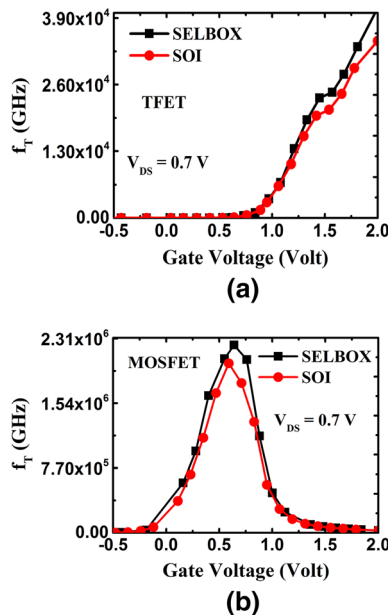 3.90x10⁴
SELBOX
SOI
2.60x10⁴
TFET
f_T (GHz)
1.30x10⁴
V_DS = 0.7 V
0.00
-0.5 0.0 0.5 1.0 1.5 2.0
Gate Voltage (Volt)
(a)
2.31x10⁶
MOSFET
SELBOX
SOI
1.54x10⁶
f_T (GHz)
V_DS = 0.7 V
7.70x10⁵
0.00
-0.5 0.0 0.5 1.0 1.5 2.0
Gate Voltage (Volt)
(b)